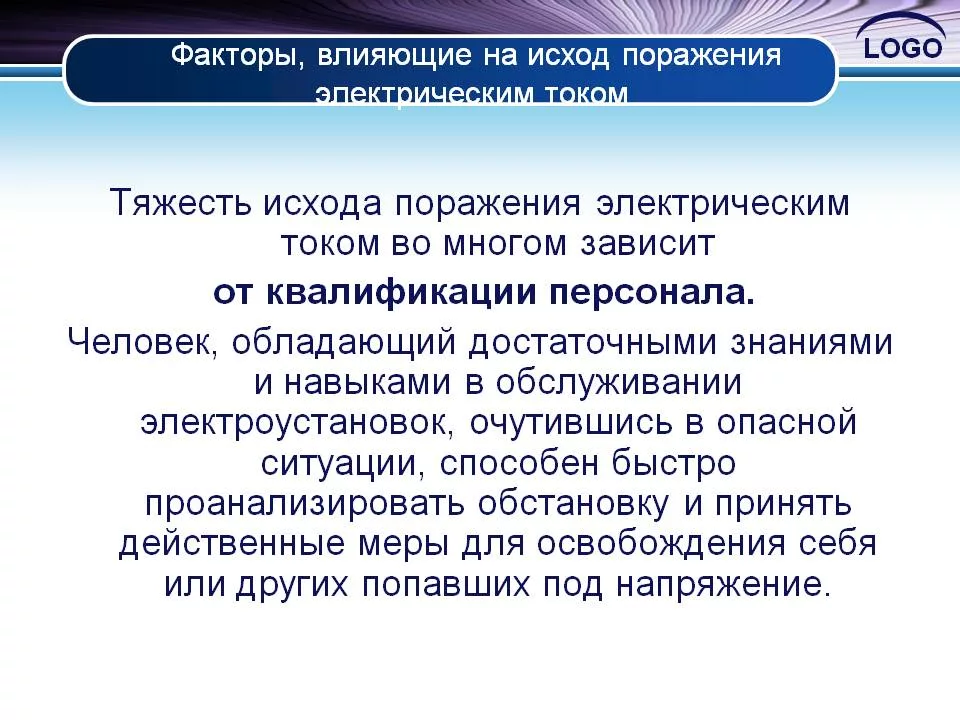 Факторы, влияющие на исход поражения
электрическим током
LOGO
Тяжесть исхода поражения электрическим
током во многом зависит
от квалификации персонала.
Человек, обладающий достаточными знаниями
и навыками в обслуживании
электроустановок, очутившись в опасной
ситуации, способен быстро
проанализировать обстановку и принять
действенные меры для освобождения себя
или других попавших под напряжение.